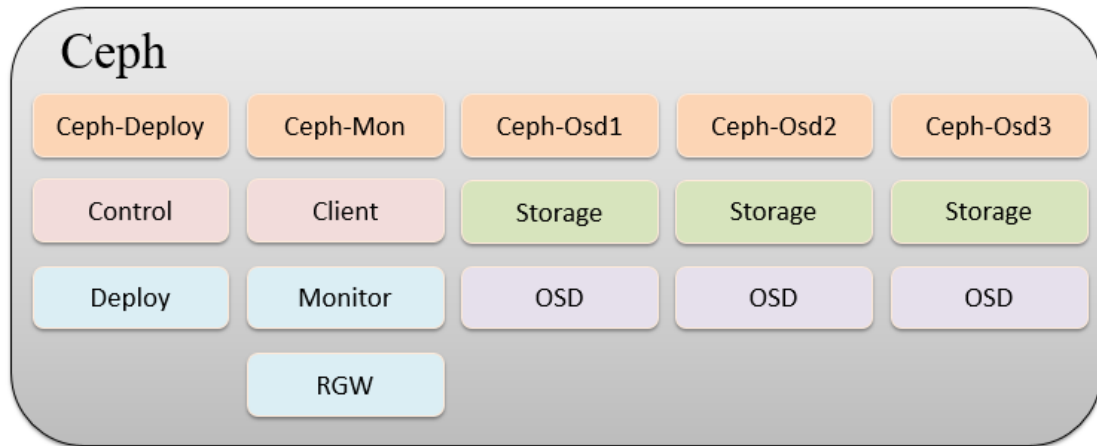 Ceph
Ceph-Deploy Ceph-Mon Ceph-Osd1 Ceph-Osd2 Ceph-Osd3
Control Client Storage Storage Storage
Deploy Monitor OSD OSD OSD
RGW